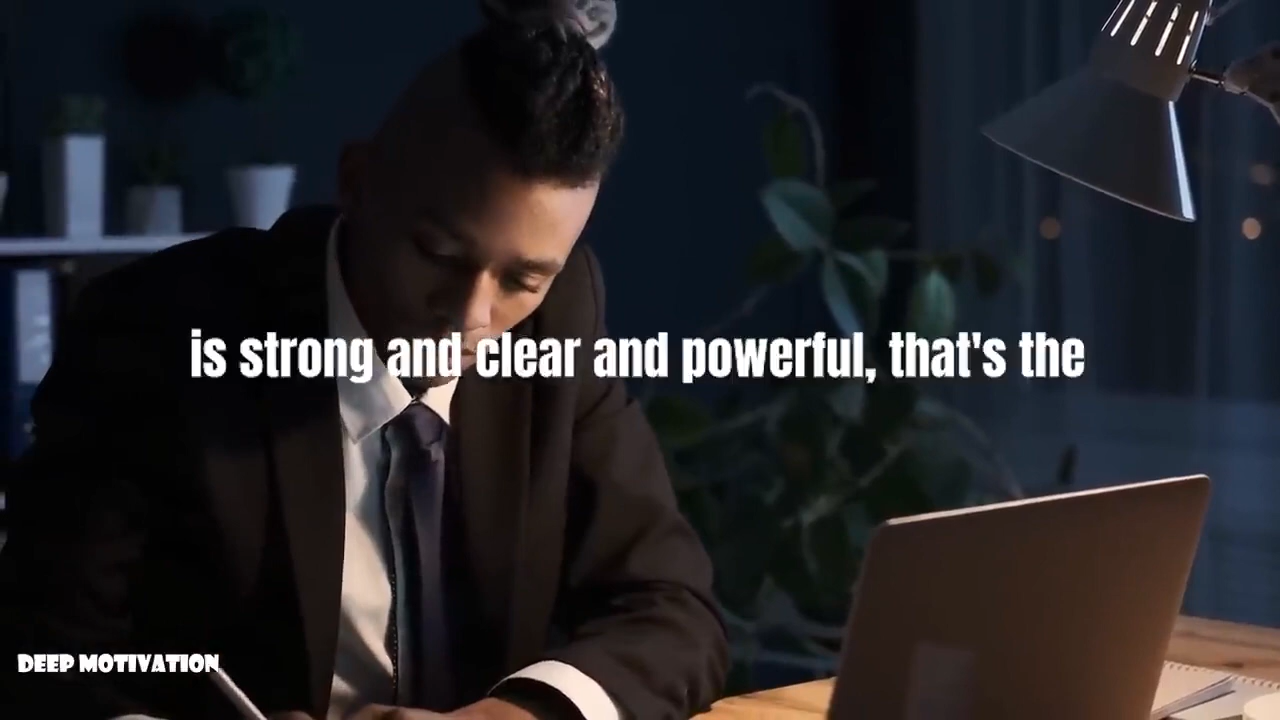 is strong and clear and powerful, that's the
DEEP MOTIVATION